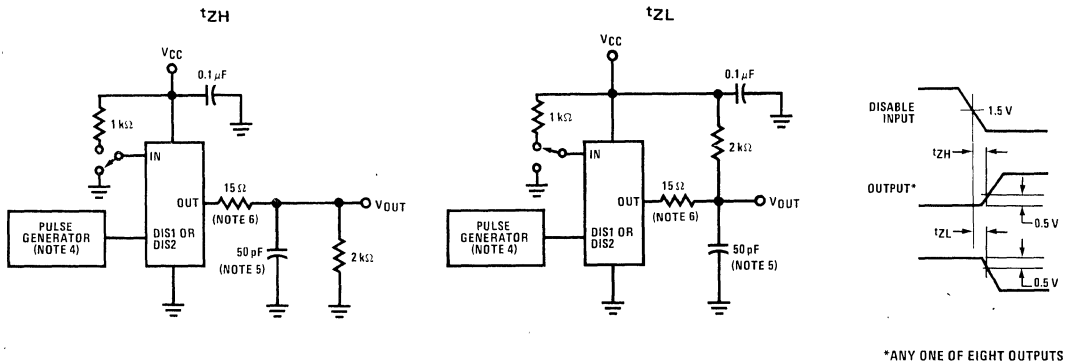 tZH
VCC
0.1 µF
1 kΩ
IN
OUT
15 Ω
(NOTE 6)
VOUT
PULSE
GENERATOR
(NOTE 4)
DIS1 OR
DIS2
50 pF
(NOTE 5)
2 kΩ
tZL
VCC
0.1 µF
1 kΩ
2 kΩ
IN
OUT
15 Ω
(NOTE 6)
VOUT
PULSE
GENERATOR
(NOTE 4)
DIS1 OR
DIS2
50 pF
(NOTE 5)
DISABLE
INPUT
1.5 V
tZH
OUTPUT*
0.5 V
tZL
0.5 V
*ANY ONE OF EIGHT OUTPUTS